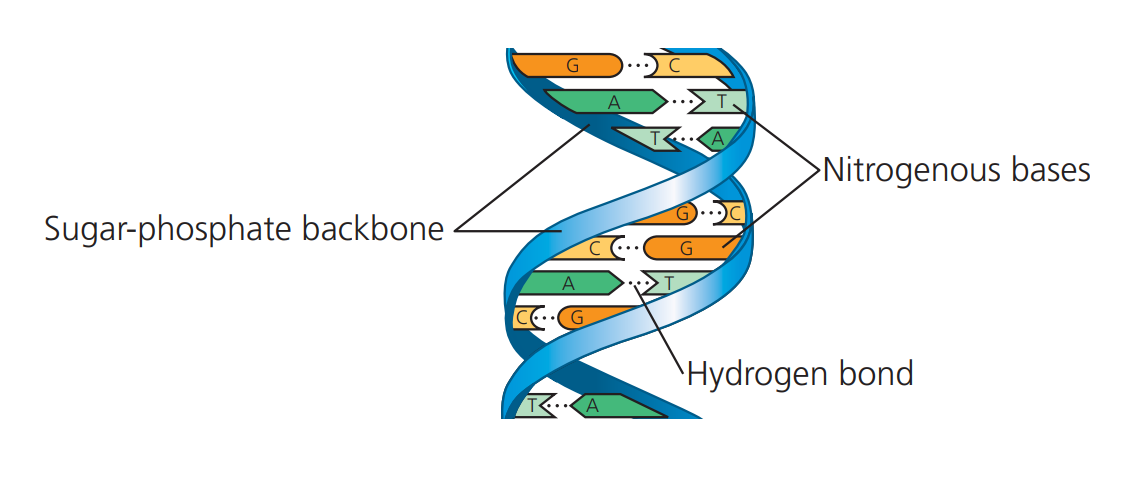 G C
A T
T A
Nitrogenous bases
G C
Sugar-phosphate backbone
C G
A T
C G
Hydrogen bond
T A